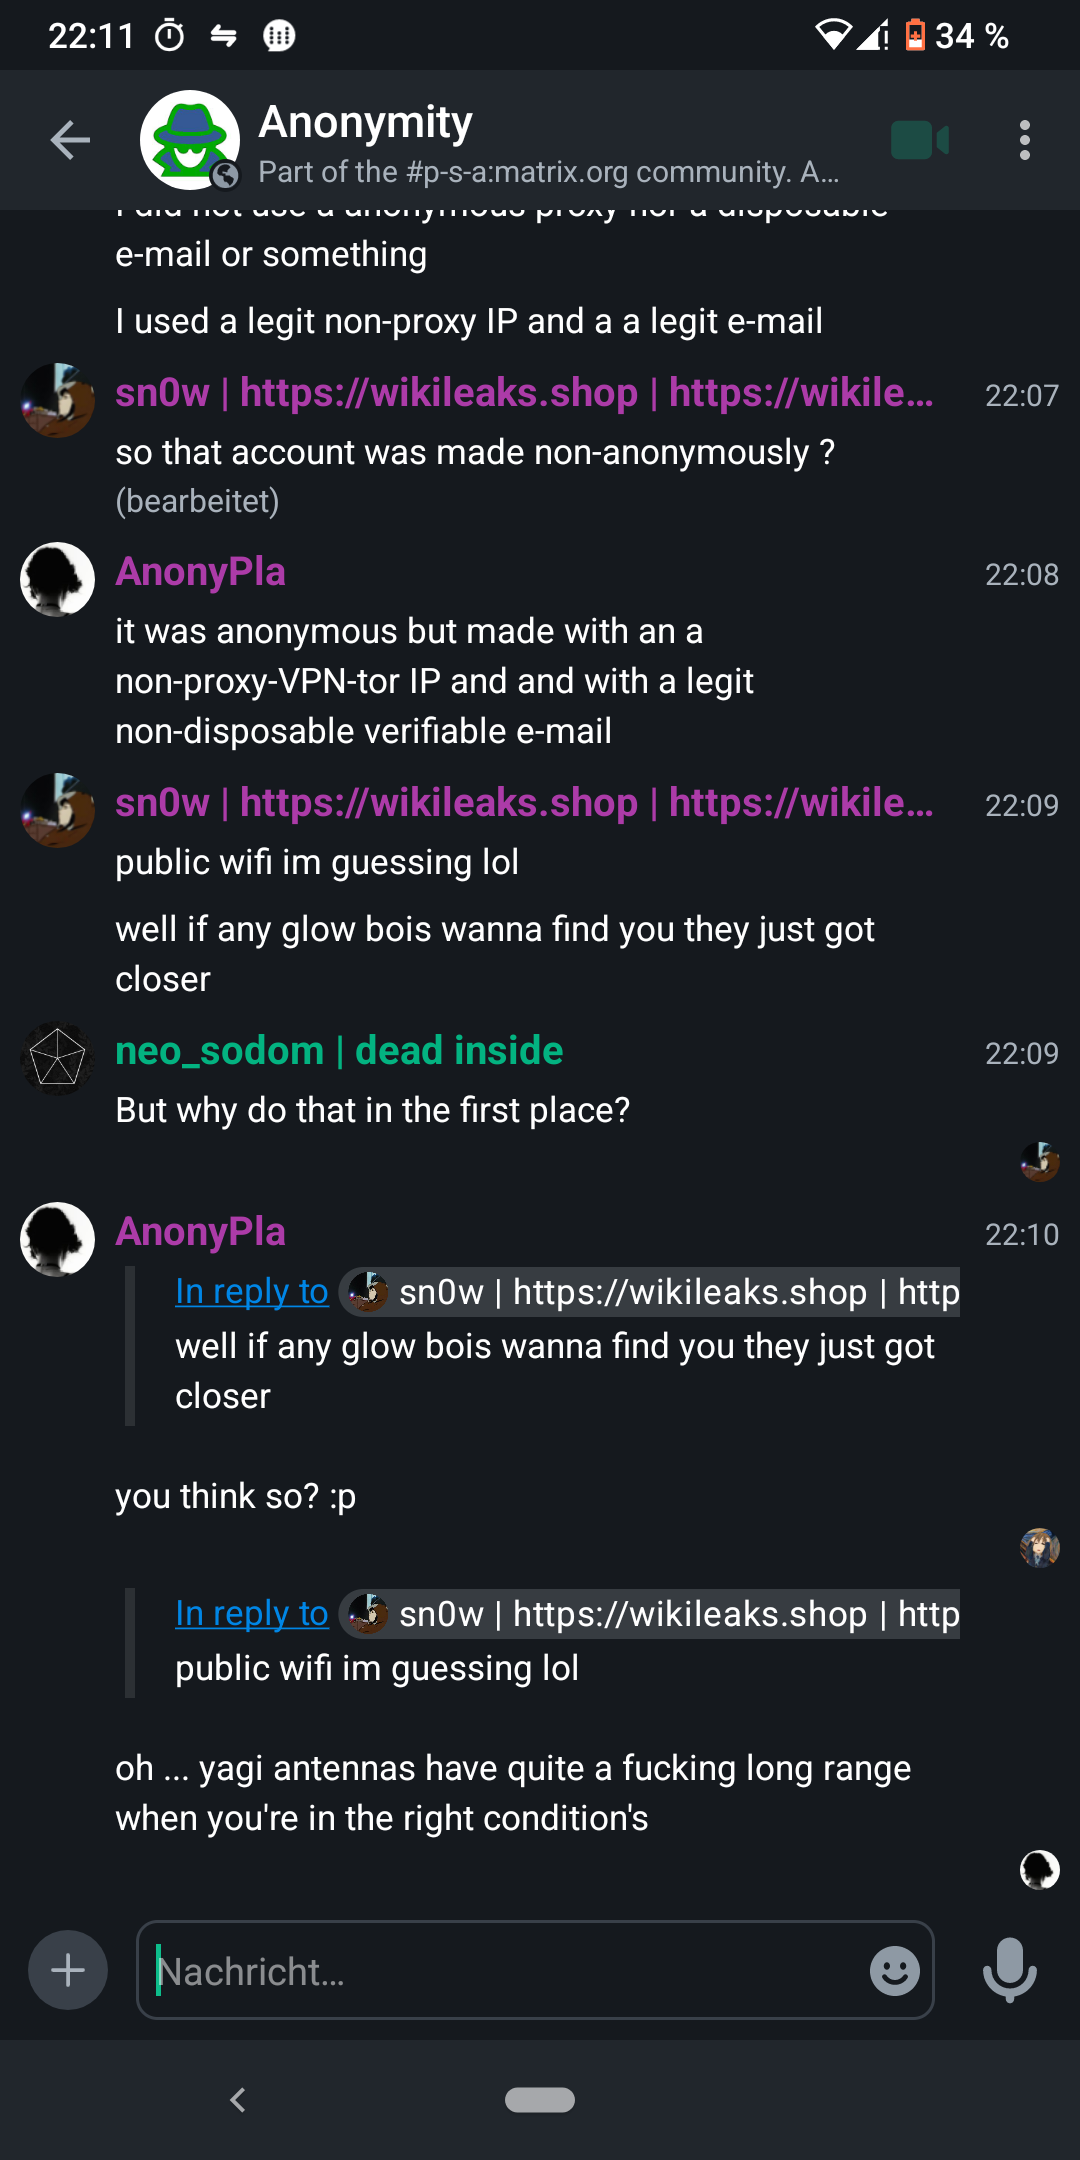 22:11
34 %
Anonymity
Part of the #p-s-a:matrix.org community. A...
I did not use a anonymous proxy nor a disposable
e-mail or something
I used a legit non-proxy IP and a a legit e-mail
sn0w | https://wikileaks.shop | https://wikile... 22:07
so that account was made non-anonymously ?
(bearbeitet)
AnonyPla 22:08
it was anonymous but made with an a
non-proxy-VPN-tor IP and and with a legit
non-disposable verifiable e-mail
sn0w | https://wikileaks.shop | https://wikile... 22:09
public wifi im guessing lol
well if any glow bois wanna find you they just got
closer
neo_sodom | dead inside 22:09
But why do that in the first place?
AnonyPla 22:10
In reply to sn0w | https://wikileaks.shop | http
well if any glow bois wanna find you they just got
closer
you think so? :p
In reply to sn0w | https://wikileaks.shop | http
public wifi im guessing lol
oh ... yagi antennas have quite a fucking long range
when you're in the right condition's
Nachricht...